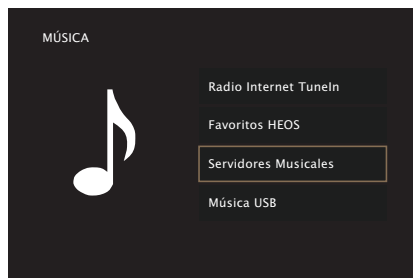 MÚSICA
Radio Internet TuneIn
Favoritos HEOS
Servidores Musicales
Música USB